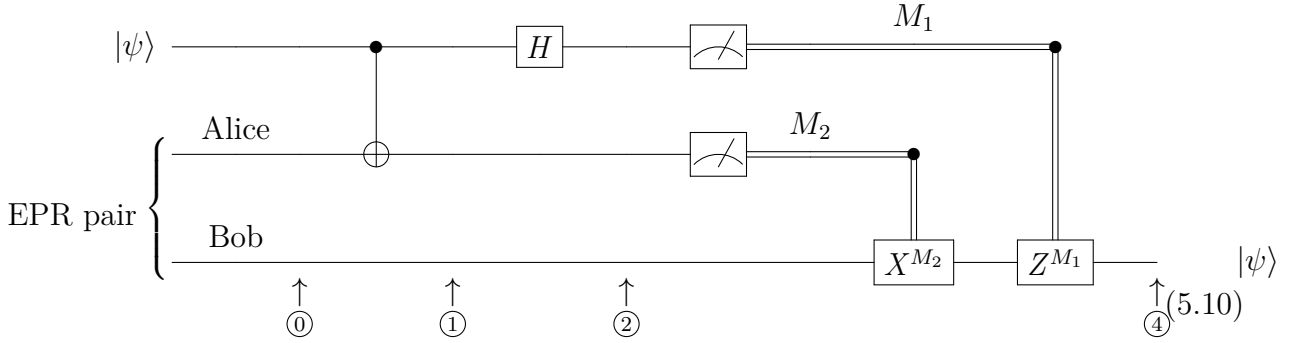 M₁
|ψ⟩ H
Alice M₂
EPR pair
Bob
X^{M₂} Z^{M₁} |ψ⟩
(5.10)
⓪ ① ② ④